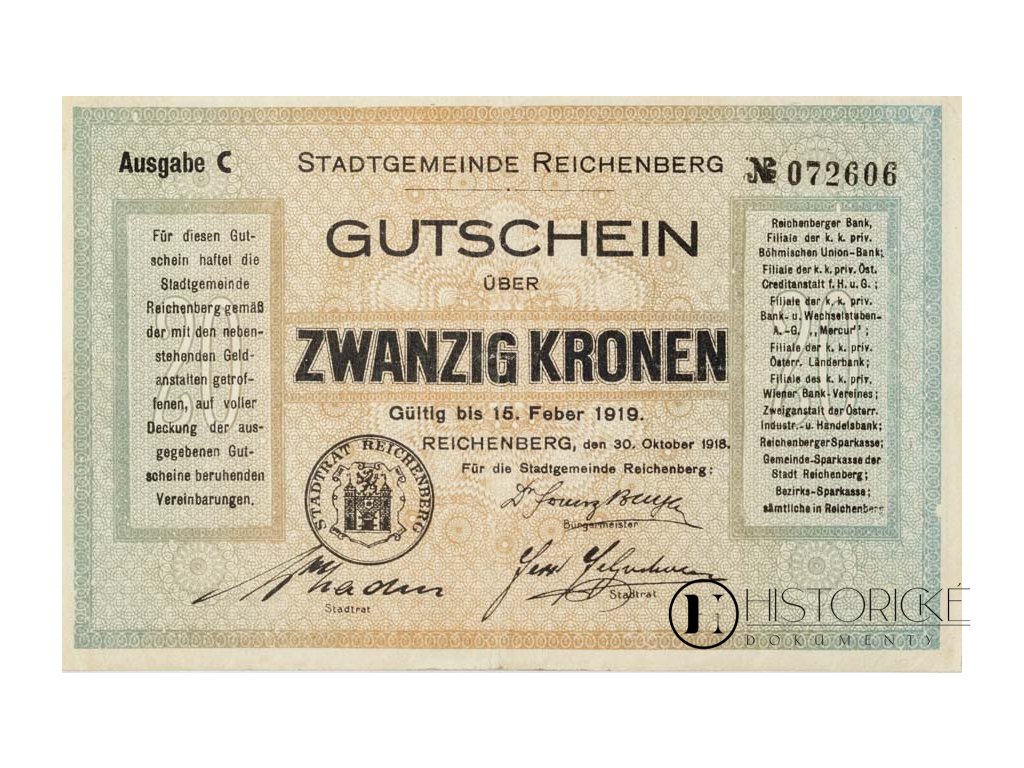 Ausgabe C
STADTGEMEINDE REICHENBERG
№ 072606
GUTSCHEIN
ÜBER
ZWANZIG KRONEN
Gültig bis 15. Feber 1919.
REICHENBERG, den 30. Oktober 1918.
Für die Stadtgemeinde Reichenberg:
Bürgermeister
Stadtrat
Stadtrat
STADTRAT REICHENBERG
Für diesen Gut-
schein haftet die
Stadtgemeinde
Reichenberg gemäß
der mit den neben-
stehenden Geld-
anstalten getrof-
fenen, auf voller
Deckung der aus-
gegebenen Gut-
scheine beruhenden
Vereinbarungen.
20
Reichenberger Bank,
Filiale der k. k. priv.
Böhmischen Union-Bank;
Filiale der k. k. priv. Öst.
Creditanstalt f. H. u. G.;
Filiale der k. k. priv.
Bank- u. Wechselstuben-
A.-G. „Mercur";
Filiale der k. k. priv.
Österr. Länderbank;
Filiale des k. k. priv.
Wiener Bank-Vereines;
Zweiganstalt der Österr.
Industr.- u. Handelsbank;
Reichenberger Sparkasse;
Gemeinde-Sparkasse der
Stadt Reichenberg;
Bezirks-Sparkasse;
sämtliche in Reichenberg
HISTORICKÉ
DOKUMENTY